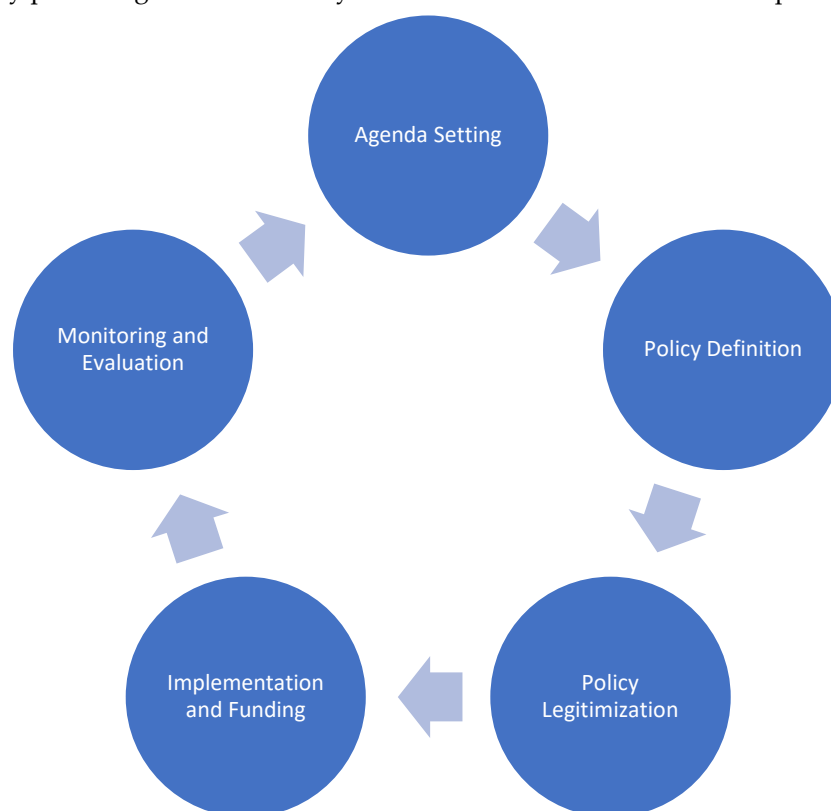 Agenda Setting
Policy Definition
Policy
Legitimization
Implementation
and Funding
Monitoring and
Evaluation